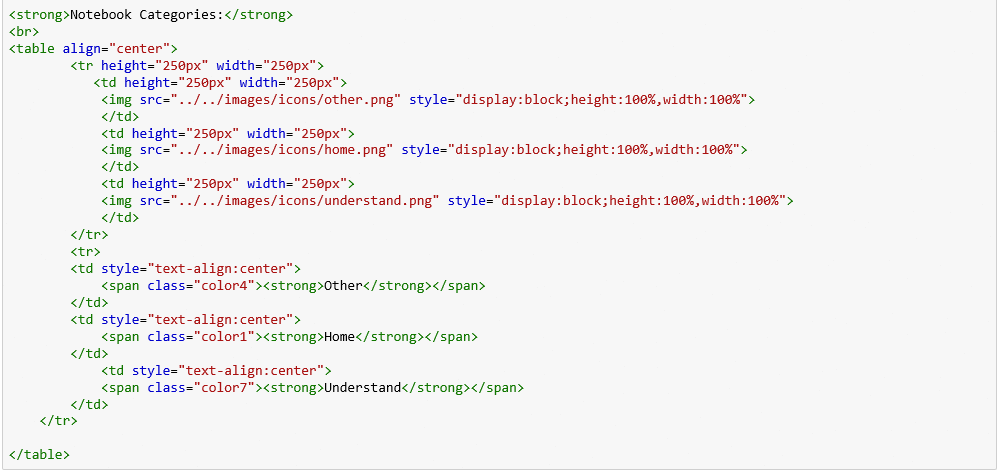 <strong>Notebook Categories:</strong>
<br>
<table align="center">
        <tr height="250px" width="250px">
           <td height="250px" width="250px">
            <img src="../../images/icons/other.png" style="display:block;height:100%,width:100%">
            </td>
            <td height="250px" width="250px">
            <img src="../../images/icons/home.png" style="display:block;height:100%,width:100%">
            </td>
            <td height="250px" width="250px">
            <img src="../../images/icons/understand.png" style="display:block;height:100%,width:100%">
            </td>
        </tr>
        <tr>
        <td style="text-align:center">
            <span class="color4"><strong>Other</strong></span>
        </td>
        <td style="text-align:center">
            <span class="color1"><strong>Home</strong></span>
        </td>
            <td style="text-align:center">
            <span class="color7"><strong>Understand</strong></span>
        </td>
    </tr>

</table>